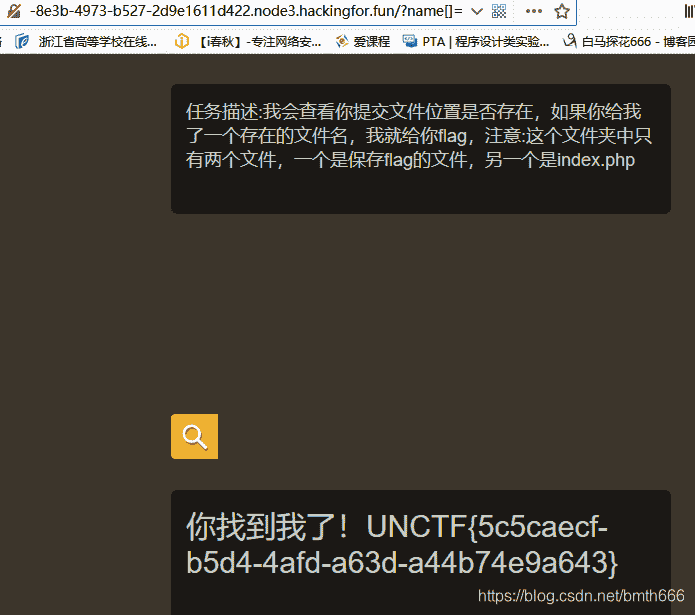 -8e3b-4973-b527-2d9e1611d422.node3.hackingfor.fun/?name[]=
浙江省高等学校在线... 【i春秋】-专注网络安... 爱课程 PTA | 程序设计类实验... 白马探花666 - 博客园
任务描述:我会查看你提交文件位置是否存在，如果你给我
了一个存在的文件名，我就给你flag，注意:这个文件夹中只
有两个文件，一个是保存flag的文件，另一个是index.php
你找到我了！UNCTF{5c5caecf-
b5d4-4afd-a63d-a44b74e9a643}
https://blog.csdn.net/bmth666